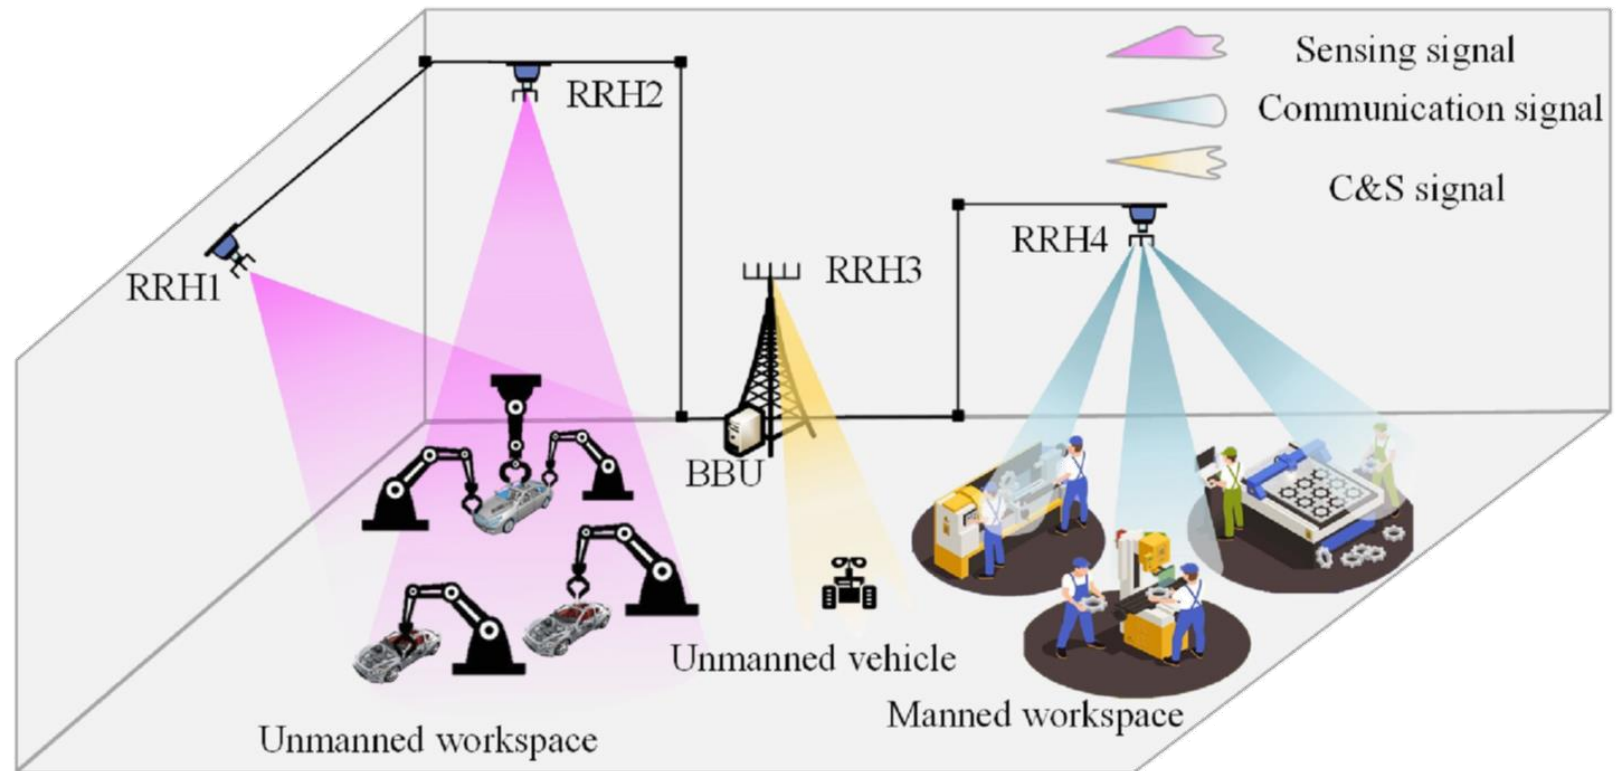 Sensing signal
RRH2
Communication signal
C&S signal
RRH4
RRH3
RRH1
BBU
Unmanned vehicle
Manned workspace
Unmanned workspace